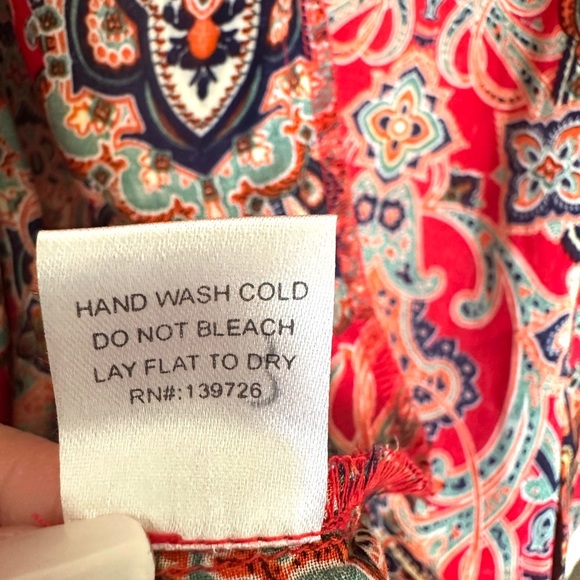 HAND WASH COLD
DO NOT BLEACH
LAY FLAT TO DRY
RN#:139726